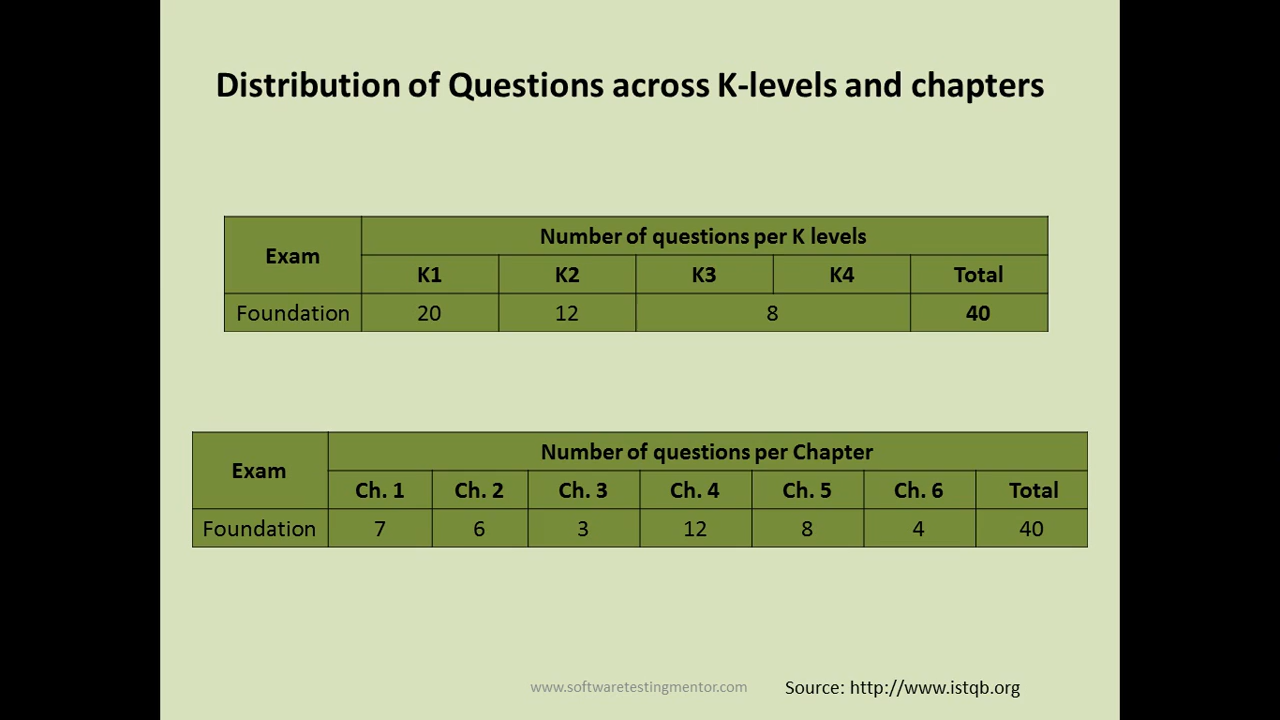 Distribution of Questions across K-levels and chapters
Exam
Number of questions per K levels
K1 K2 K3 K4 Total
Foundation 20 12 8 40
Exam
Number of questions per Chapter
Ch. 1 Ch. 2 Ch. 3 Ch. 4 Ch. 5 Ch. 6 Total
Foundation 7 6 3 12 8 4 40
www.softwaretestingmentor.com Source: http://www.istqb.org